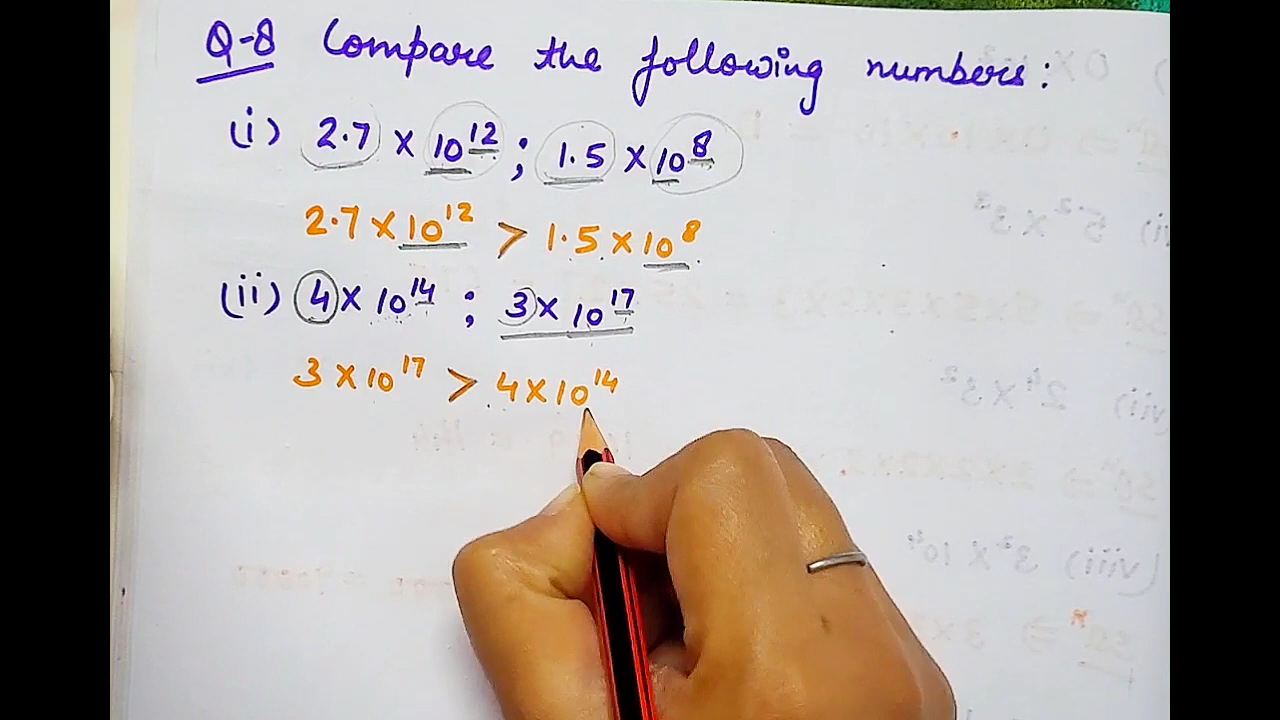 Q-8 Compare the following numbers:
(i) 2.7 × 10¹² ; 1.5 × 10⁸
2.7 × 10¹² > 1.5 × 10⁸
(ii) 4 × 10¹⁴ ; 3 × 10¹⁷
3 × 10¹⁷ > 4 × 10¹⁴